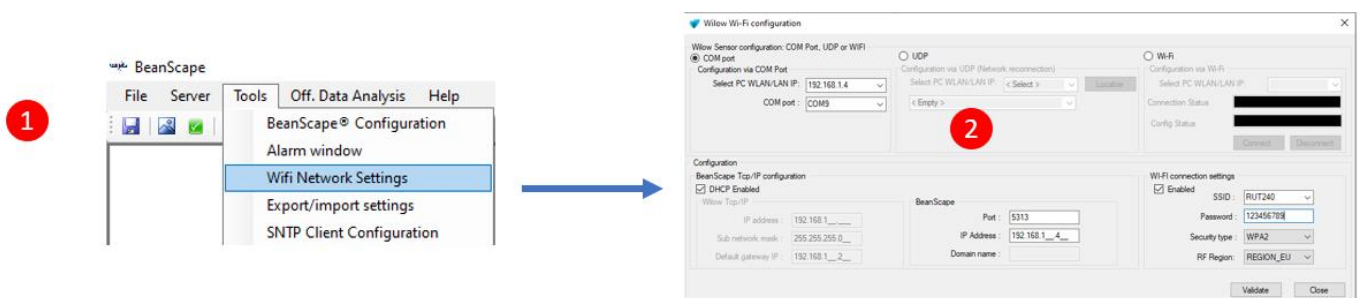 1
BeanScape
File Server Tools Off. Data Analysis Help
BeanScape® Configuration
Alarm window
Wifi Network Settings
Export/import settings
SNTP Client Configuration
Wilow Wi-Fi configuration
Wilow Sensor configuration: COM Port, UDP or WIFI
COM port
Configuration via COM Port
Select PC WLAN/LAN IP: 192.168.1.4
COM port : COM9
UDP
Configuration via UDP (Network reconnection)
Select PC WLAN/LAN IP: < Select >
< Empty >
2
Wi-Fi
Configuration via Wi-Fi
Select PC WLAN/LAN IP:
Connection Status
Config Status
Connect Disconnect
Configuration
BeanScape Tcp/IP configuration
DHCP Enabled
Wilow Tcp/IP
IP address : 192.168.1__.___
Sub network mask : 255.255.255.0__
Default gateway IP : 192.168.1__.2__
BeanScape
Port : 5313
IP Address : 192.168.1__.4__
Domain name :
WI-FI connection settings
Enabled
SSID : RUT240
Password : 123456789
Security type : WPA2
RF Region: REGION_EU
Validate Close